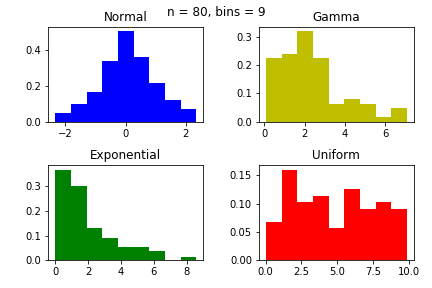 n = 80, bins = 9
Normal
0.4
0.2
0.0
−2 0 2
Gamma
0.3
0.2
0.1
0.0
0 2 4 6
Exponential
0.3
0.2
0.1
0.0
0 2 4 6 8
Uniform
0.15
0.10
0.05
0.00
0.0 2.5 5.0 7.5 10.0